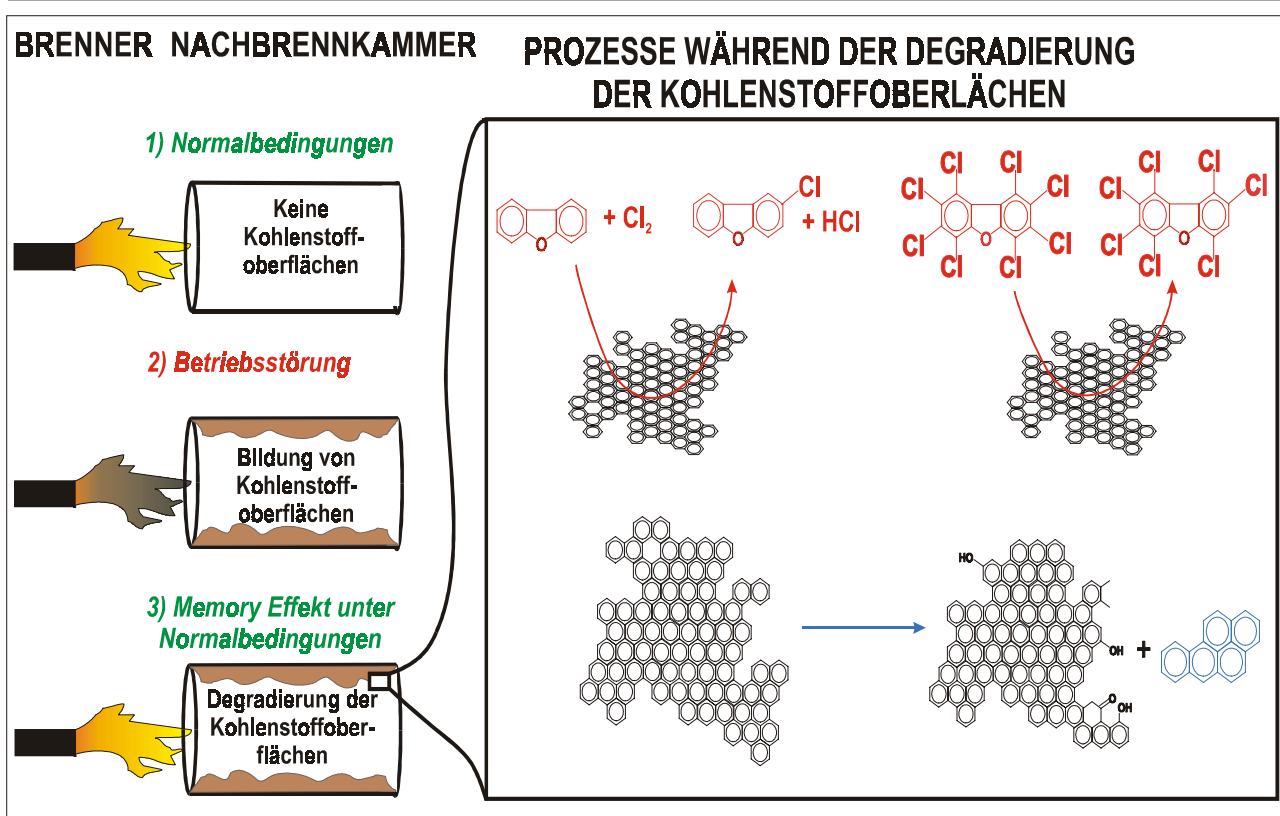 BRENNER NACHBRENNKAMMER
1) Normalbedingungen
Keine
Kohlenstoff-
oberflächen
2) Betriebsstörung
BIldung von
Kohlenstoff-
oberflächen
3) Memory Effekt unter
Normalbedingungen
Degradierung der
Kohlenstoffober-
flächen
PROZESSE WÄHREND DER DEGRADIERUNG
DER KOHLENSTOFFOBERLÄCHEN
O
+ Cl2
Cl
O
+ HCl
Cl Cl
Cl Cl
O
Cl Cl
Cl Cl
Cl Cl Cl
Cl Cl
O
Cl Cl
HO
OH
O
OH
+